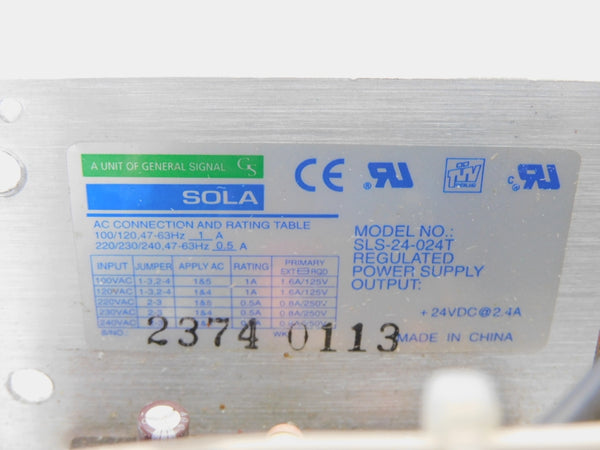 A UNIT OF GENERAL SIGNAL GS
SOLA
CE
AC CONNECTION AND RATING TABLE
100/120,47-63Hz 1 A
220/230/240,47-63Hz 0.5 A
INPUT JUMPER APPLY AC RATING PRIMARY EXT RQD
100VAC 1-3,2-4 1&5 1A 1.6A/125V
120VAC 1-3,2-4 1&4 1A 1.6A/125V
220VAC 2-3 1&5 0.5A 0.8A/250V
230VAC 2-3 1&4 0.5A 0.8A/250V
240VAC
S/NO
2374 0113
MODEL NO.:
SLS-24-024T
REGULATED
POWER SUPPLY
OUTPUT:
+24VDC@2.4A
MADE IN CHINA